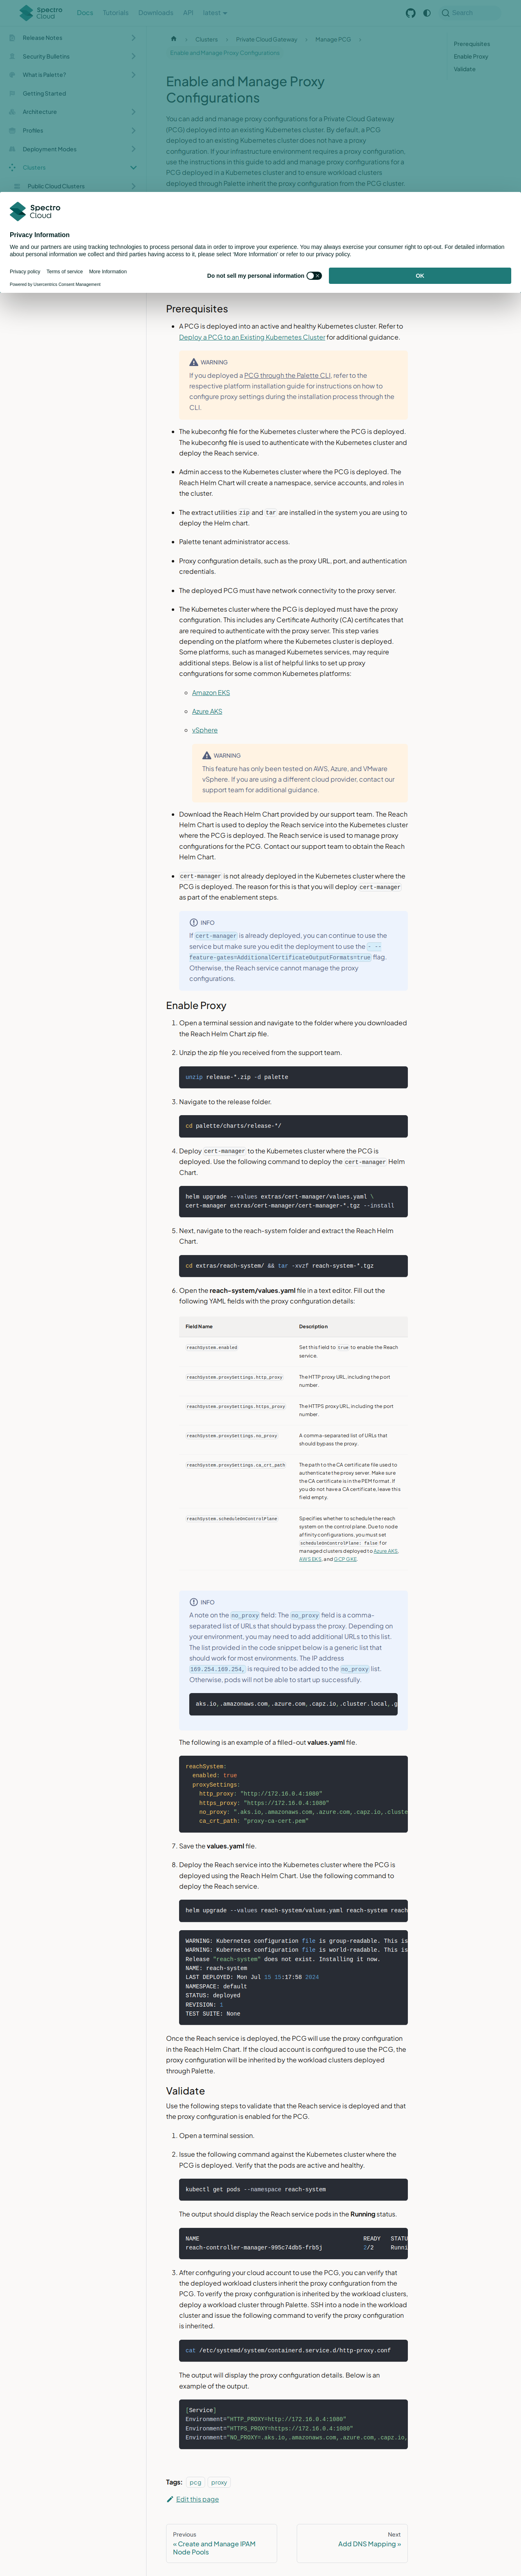 Spectro Cloud
Docs
Tutorials
Downloads
API
latest
Search
Release Notes
Security Bulletins
What is Palette?
Getting Started
Architecture
Profiles
Deployment Modes
Clusters
Public Cloud Clusters
Clusters
Private Cloud Gateway
Manage PCG
Enable and Manage Proxy Configurations
Prerequisites
Enable Proxy
Validate
Enable and Manage Proxy
Configurations
You can add and manage proxy configurations for a Private Cloud Gateway
(PCG) deployed into an existing Kubernetes cluster. By default, a PCG
deployed to an existing Kubernetes cluster does not have a proxy
configuration. If your infrastructure environment requires a proxy configuration,
use the instructions in this guide to add and manage proxy configurations for a
PCG deployed in a Kubernetes cluster and to ensure workload clusters
deployed through Palette inherit the proxy configuration from the PCG cluster.
Spectro Cloud
Privacy Information
We and our partners are using tracking technologies to process personal data in order to improve your experience. You may always exercise your consumer right to opt-out. For detailed information
about personal information we collect and third parties having access to it, please select 'More Information' or refer to our privacy policy.
Privacy policy
Terms of service
More Information
Powered by Usercentrics Consent Management
Do not sell my personal information
OK
Prerequisites
A PCG is deployed into an active and healthy Kubernetes cluster. Refer to
Deploy a PCG to an Existing Kubernetes Cluster for additional guidance.
WARNING
If you deployed a PCG through the Palette CLI, refer to the
respective platform installation guide for instructions on how to
configure proxy settings during the installation process through the
CLI.
The kubeconfig file for the Kubernetes cluster where the PCG is deployed.
The kubeconfig file is used to authenticate with the Kubernetes cluster and
deploy the Reach service.
Admin access to the Kubernetes cluster where the PCG is deployed. The
Reach Helm Chart will create a namespace, service accounts, and roles in
the cluster.
The extract utilities zip and tar are installed in the system you are using to
deploy the Helm chart.
Palette tenant administrator access.
Proxy configuration details, such as the proxy URL, port, and authentication
credentials.
The deployed PCG must have network connectivity to the proxy server.
The Kubernetes cluster where the PCG is deployed must have the proxy
configuration. This includes any Certificate Authority (CA) certificates that
are required to authenticate with the proxy server. This step varies
depending on the platform where the Kubernetes cluster is deployed.
Some platforms, such as managed Kubernetes services, may require
additional steps. Below is a list of helpful links to set up proxy
configurations for some common Kubernetes platforms:
Amazon EKS
Azure AKS
vSphere
WARNING
This feature has only been tested on AWS, Azure, and VMware
vSphere. If you are using a different cloud provider, contact our
support team for additional guidance.
Download the Reach Helm Chart provided by our support team. The Reach
Helm Chart is used to deploy the Reach service into the Kubernetes cluster
where the PCG is deployed. The Reach service is used to manage proxy
configurations for the PCG. Contact our support team to obtain the Reach
Helm Chart.
cert-manager is not already deployed in the Kubernetes cluster where the
PCG is deployed. The reason for this is that you will deploy cert-manager
as part of the enablement steps.
INFO
If cert-manager is already deployed, you can continue to use the
service but make sure you edit the deployment to use the - --
feature-gates=AdditionalCertificateOutputFormats=true flag.
Otherwise, the Reach service cannot manage the proxy
configurations.
Enable Proxy
1. Open a terminal session and navigate to the folder where you downloaded
the Reach Helm Chart zip file.
2. Unzip the zip file you received from the support team.
unzip release-*.zip -d palette
3. Navigate to the release folder.
cd palette/charts/release-*/
4. Deploy cert-manager to the Kubernetes cluster where the PCG is
deployed. Use the following command to deploy the cert-manager Helm
Chart.
helm upgrade --values extras/cert-manager/values.yaml \
cert-manager extras/cert-manager/cert-manager-*.tgz --install
5. Next, navigate to the reach-system folder and extract the Reach Helm
Chart.
cd extras/reach-system/ && tar -xvzf reach-system-*.tgz
6. Open the reach-system/values.yaml file in a text editor. Fill out the
following YAML fields with the proxy configuration details:
Field Name
Description
reachSystem.enabled
Set this field to true to enable the Reach
service.
reachSystem.proxySettings.http_proxy
The HTTP proxy URL, including the port
number.
reachSystem.proxySettings.https_proxy
The HTTPS proxy URL, including the port
number.
reachSystem.proxySettings.no_proxy
A comma-separated list of URLs that
should bypass the proxy.
reachSystem.proxySettings.ca_crt_path
The path to the CA certificate file used to
authenticate the proxy server. Make sure
the CA certificate is in the PEM format. If
you do not have a CA certificate, leave this
field empty.
reachSystem.scheduleOnControlPlane
Specifies whether to schedule the reach
system on the control plane. Due to node
affinity configurations, you must set
scheduleOnControlPlane: false for
managed clusters deployed to Azure AKS,
AWS EKS, and GCP GKE.
INFO
A note on the no_proxy field: The no_proxy field is a comma-
separated list of URLs that should bypass the proxy. Depending on
your environment, you may need to add additional URLs to this list.
The list provided in the code snippet below is a generic list that
should work for most environments. The IP address
169.254.169.254, is required to be added to the no_proxy list.
Otherwise, pods will not be able to start up successfully.
aks.io,.amazonaws.com,.azure.com,.capz.io,.cluster.local,.g
The following is an example of a filled-out values.yaml file.
reachSystem:
enabled: true
proxySettings:
http_proxy: "http://172.16.0.4:1080"
https_proxy: "https://172.16.0.4:1080"
no_proxy: ".aks.io,.amazonaws.com,.azure.com,.capz.io,.cluste
ca_crt_path: "proxy-ca-cert.pem"
7. Save the values.yaml file.
8. Deploy the Reach service into the Kubernetes cluster where the PCG is
deployed using the Reach Helm Chart. Use the following command to
deploy the Reach service.
helm upgrade --values reach-system/values.yaml reach-system reach
WARNING: Kubernetes configuration file is group-readable. This is
WARNING: Kubernetes configuration file is world-readable. This is
Release "reach-system" does not exist. Installing it now.
NAME: reach-system
LAST DEPLOYED: Mon Jul 15 15:17:58 2024
NAMESPACE: default
STATUS: deployed
REVISION: 1
TEST SUITE: None
Once the Reach service is deployed, the PCG will use the proxy configuration
in the Reach Helm Chart. If the cloud account is configured to use the PCG, the
proxy configuration will be inherited by the workload clusters deployed
through Palette.
Validate
Use the following steps to validate that the Reach service is deployed and that
the proxy configuration is enabled for the PCG.
1. Open a terminal session.
2. Issue the following command against the Kubernetes cluster where the
PCG is deployed. Verify that the pods are active and healthy.
kubectl get pods --namespace reach-system
The output should display the Reach service pods in the Running status.
NAME READY STATU
reach-controller-manager-995c74db5-frb5j 2/2 Runni
3. After configuring your cloud account to use the PCG, you can verify that
the deployed workload clusters inherit the proxy configuration from the
PCG. To verify the proxy configuration is inherited by the workload clusters,
deploy a workload cluster through Palette. SSH into a node in the workload
cluster and issue the following command to verify the proxy configuration
is inherited.
cat /etc/systemd/system/containerd.service.d/http-proxy.conf
The output will display the proxy configuration details. Below is an
example of the output.
[Service]
Environment="HTTP_PROXY=http://172.16.0.4:1080"
Environment="HTTPS_PROXY=https://172.16.0.4:1080"
Environment="NO_PROXY=.aks.io,.amazonaws.com,.azure.com,.capz.io,
Tags:
pcg
proxy
Edit this page
Previous
« Create and Manage IPAM
Node Pools
Next
Add DNS Mapping »